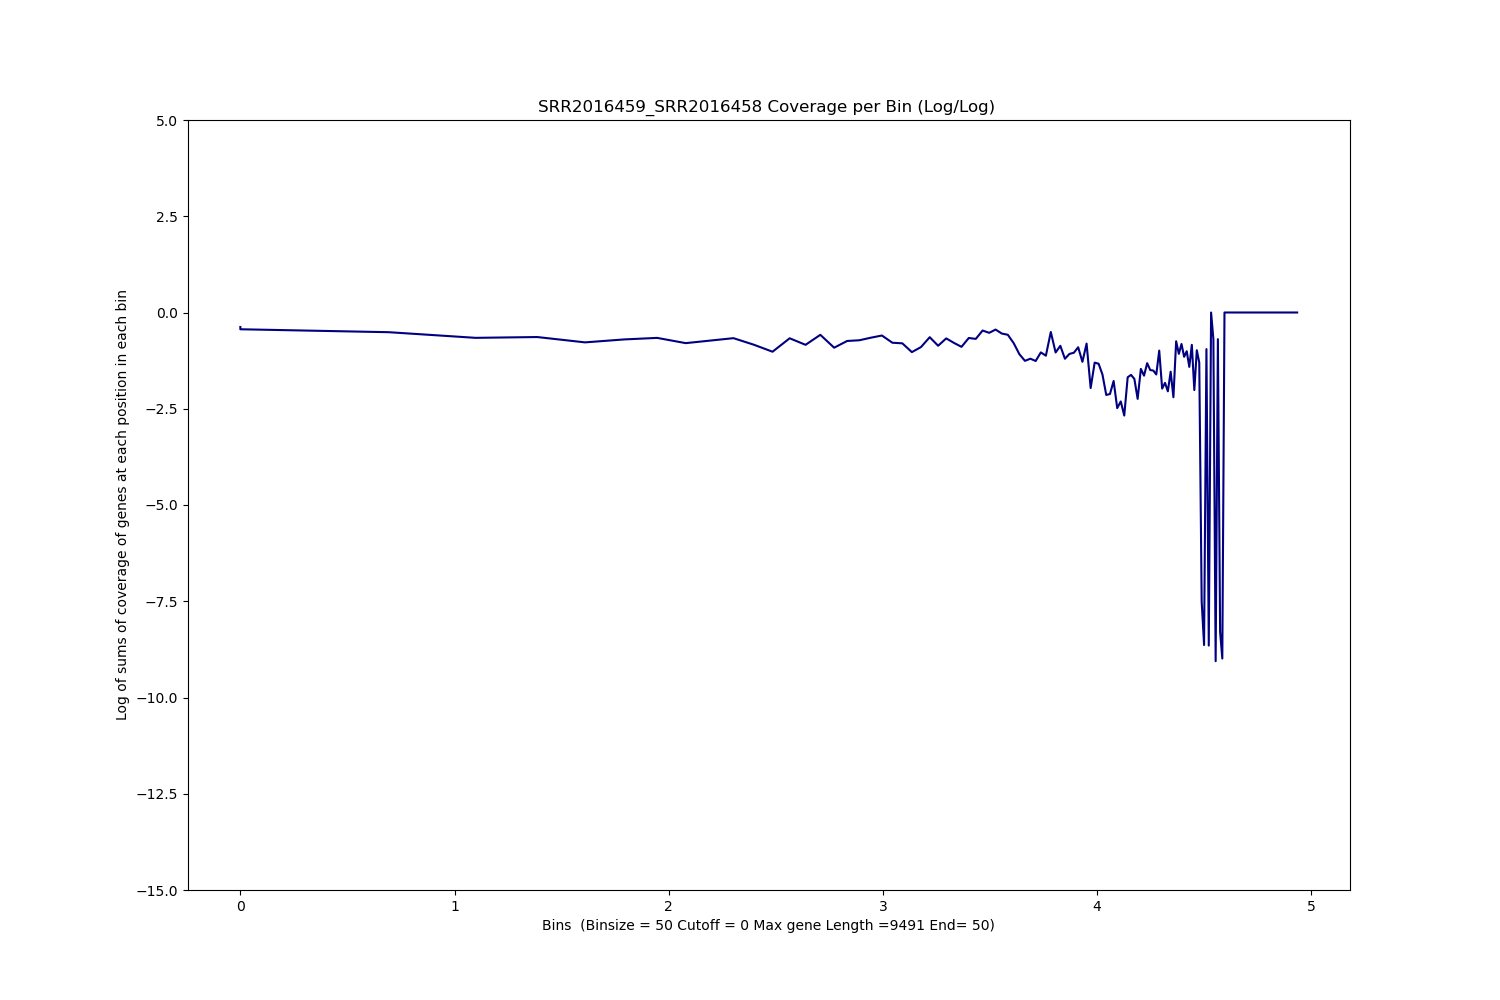 SRR2016459_SRR2016458 Coverage per Bin (Log/Log)
5.0
2.5
0.0
−2.5
−5.0
−7.5
−10.0
−12.5
−15.0
Log of sums of coverage of genes at each position in each bin
0 1 2 3 4 5
Bins  (Binsize = 50 Cutoff = 0 Max gene Length =9491 End= 50)